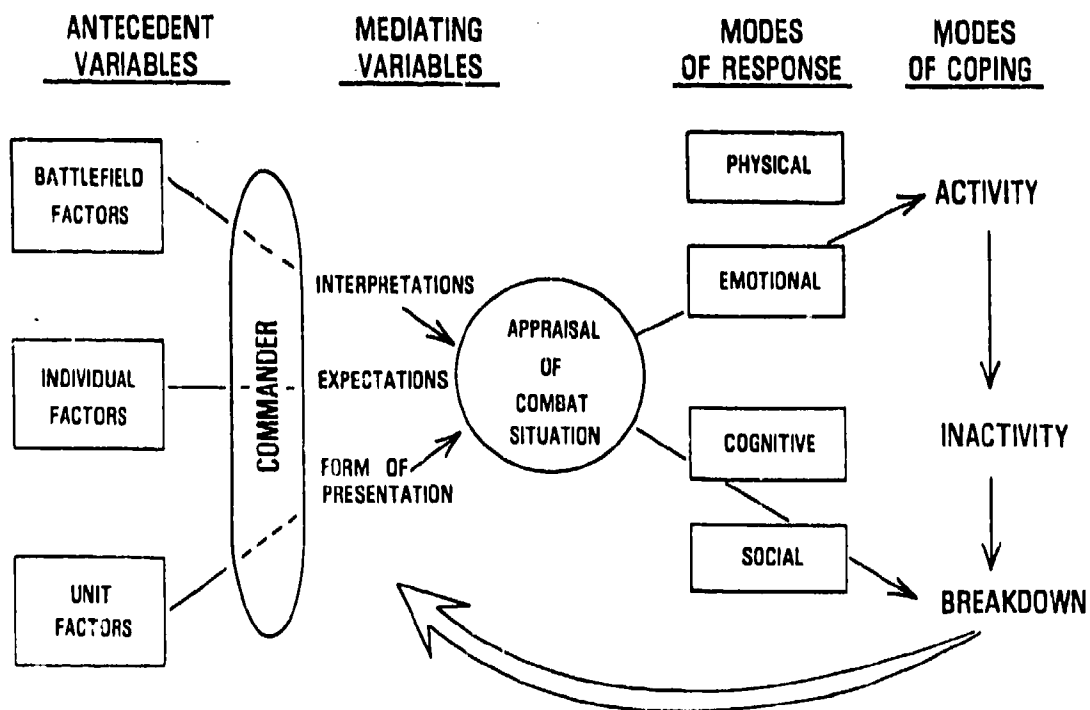 ANTECEDENT
VARIABLES
MEDIATING
VARIABLES
MODES
OF RESPONSE
MODES
OF COPING
BATTLEFIELD
FACTORS
INDIVIDUAL
FACTORS
UNIT
FACTORS
COMMANDER
INTERPRETATIONS
EXPECTATIONS
FORM OF
PRESENTATION
APPRAISAL
OF
COMBAT
SITUATION
PHYSICAL
EMOTIONAL
COGNITIVE
SOCIAL
ACTIVITY
INACTIVITY
BREAKDOWN